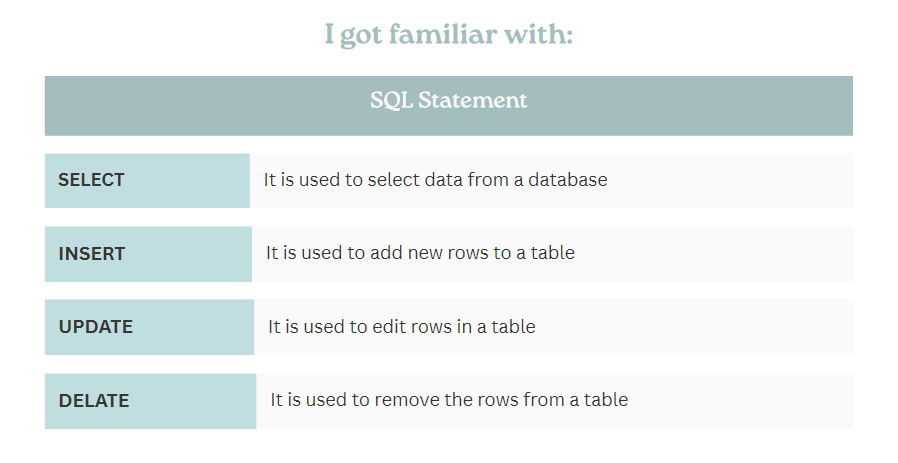 I got familiar with:
SQL Statement
SELECT It is used to select data from a database
INSERT It is used to add new rows to a table
UPDATE It is used to edit rows in a table
DELATE It is used to remove the rows from a table